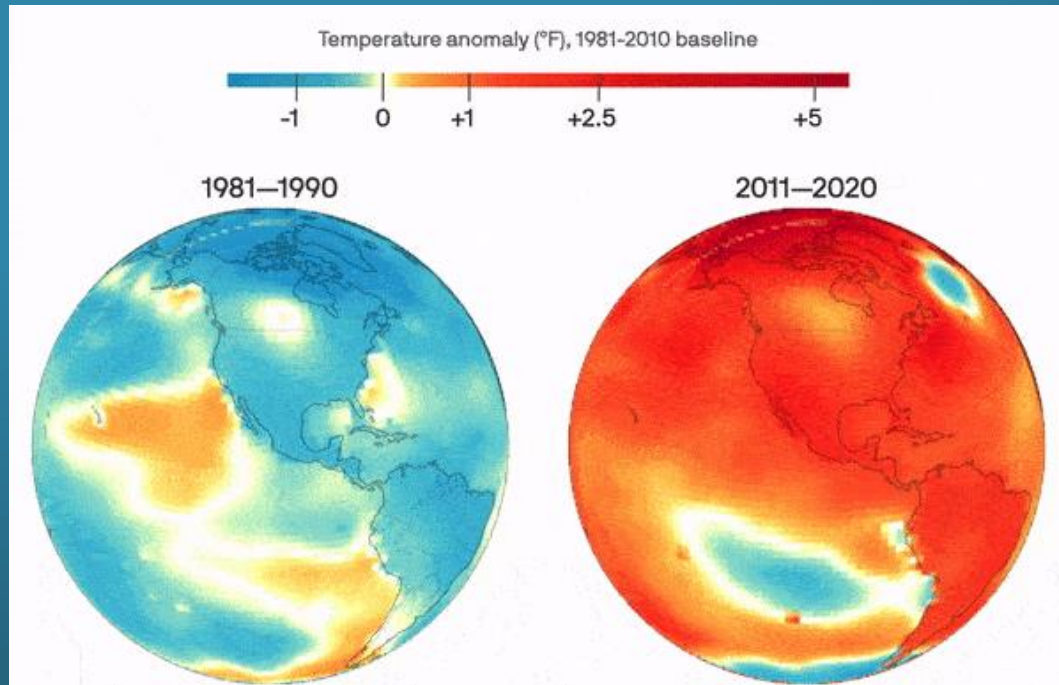 Temperature anomaly (°F), 1981-2010 baseline
-1 0 +1 +2.5 +5
1981—1990
2011—2020